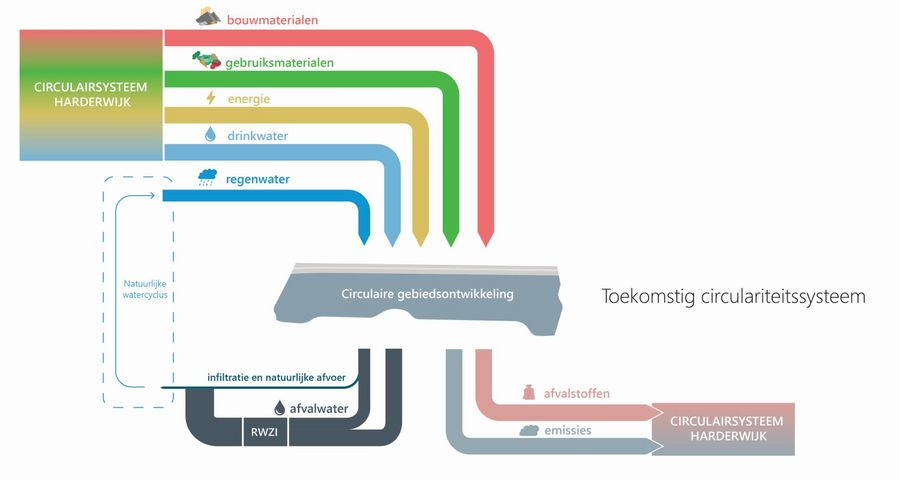 bouwmaterialen
gebruiksmaterialen
CIRCULAIRSYSTEEM
HARDERWIJK
energie
drinkwater
regenwater
Natuurlijke
watercyclus
Circulaire gebiedsontwikkeling
Toekomstig circulariteitssysteem
infiltratie en natuurlijke afvoer
afvalwater
RWZI
afvalstoffen
emissies
CIRCULAIRSYSTEEM
HARDERWIJK